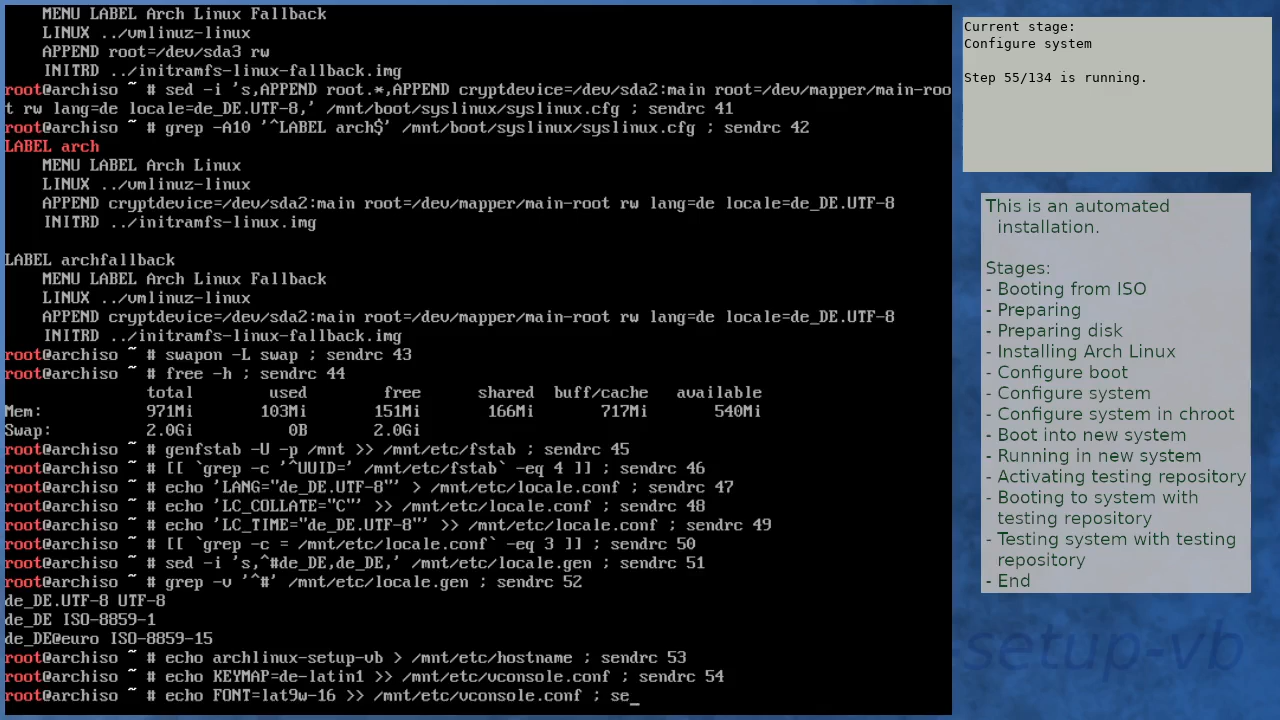 MENU LABEL Arch Linux Fallback
    LINUX ../vmlinuz-linux
    APPEND root=/dev/sda3 rw
    INITRD ../initramfs-linux-fallback.img
root@archiso ~ # sed -i 's,APPEND root.*,APPEND cryptdevice=/dev/sda2:main root=/dev/mapper/main-roo
t rw lang=de locale=de_DE.UTF-8,' /mnt/boot/syslinux/syslinux.cfg ; sendrc 41
root@archiso ~ # grep -A10 '^LABEL arch$' /mnt/boot/syslinux/syslinux.cfg ; sendrc 42
LABEL arch
    MENU LABEL Arch Linux
    LINUX ../vmlinuz-linux
    APPEND cryptdevice=/dev/sda2:main root=/dev/mapper/main-root rw lang=de locale=de_DE.UTF-8
    INITRD ../initramfs-linux.img

LABEL archfallback
    MENU LABEL Arch Linux Fallback
    LINUX ../vmlinuz-linux
    APPEND cryptdevice=/dev/sda2:main root=/dev/mapper/main-root rw lang=de locale=de_DE.UTF-8
    INITRD ../initramfs-linux-fallback.img
root@archiso ~ # swapon -L swap ; sendrc 43
root@archiso ~ # free -h ; sendrc 44
               total        used        free      shared  buff/cache   available
Mem:           971Mi       103Mi       151Mi       166Mi       717Mi       540Mi
Swap:          2.0Gi          0B       2.0Gi
root@archiso ~ # genfstab -U -p /mnt >> /mnt/etc/fstab ; sendrc 45
root@archiso ~ # [[ `grep -c '^UUID=' /mnt/etc/fstab` -eq 4 ]] ; sendrc 46
root@archiso ~ # echo 'LANG="de_DE.UTF-8"' > /mnt/etc/locale.conf ; sendrc 47
root@archiso ~ # echo 'LC_COLLATE="C"' >> /mnt/etc/locale.conf ; sendrc 48
root@archiso ~ # echo 'LC_TIME="de_DE.UTF-8"' >> /mnt/etc/locale.conf ; sendrc 49
root@archiso ~ # [[ `grep -c = /mnt/etc/locale.conf` -eq 3 ]] ; sendrc 50
root@archiso ~ # sed -i 's,^#de_DE,de_DE,' /mnt/etc/locale.gen ; sendrc 51
root@archiso ~ # grep -v '^#' /mnt/etc/locale.gen ; sendrc 52
de_DE.UTF-8 UTF-8
de_DE ISO-8859-1
de_DE@euro ISO-8859-15
root@archiso ~ # echo archlinux-setup-vb > /mnt/etc/hostname ; sendrc 53
root@archiso ~ # echo KEYMAP=de-latin1 >> /mnt/etc/vconsole.conf ; sendrc 54
root@archiso ~ # echo FONT=lat9w-16 >> /mnt/etc/vconsole.conf ; se_
Current stage:
Configure system

Step 55/134 is running.
This is an automated
installation.

Stages:
- Booting from ISO
- Preparing
- Preparing disk
- Installing Arch Linux
- Configure boot
- Configure system
- Configure system in chroot
- Boot into new system
- Running in new system
- Activating testing repository
- Booting to system with
testing repository
- Testing system with testing
repository
- End
setup-vb